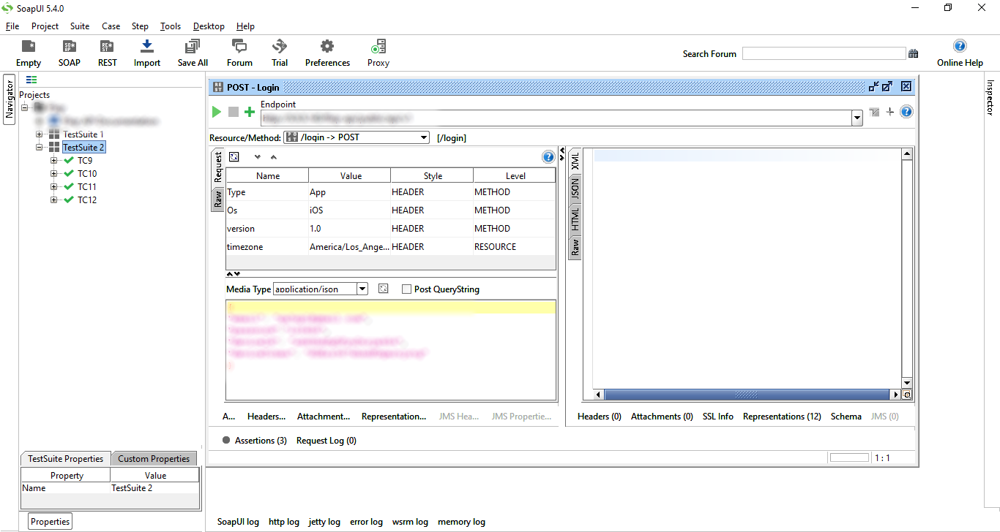 SoapUI 5.4.0
File Project Suite Case Step Tools Desktop Help
Empty SOAP REST Import Save All Forum Trial Preferences Proxy
Search Forum
Online Help
Navigator
Projects
TestSuite 1
TestSuite 2
TC9
TC10
TC11
TC12
TestSuite Properties Custom Properties
Property Value
Name TestSuite 2
Properties
POST - Login
Endpoint
Resource/Method: /login -> POST [/login]
Request
Raw
Name Value Style Level
Type App HEADER METHOD
Os iOS HEADER METHOD
version 1.0 HEADER METHOD
timezone America/Los_Ange... HEADER RESOURCE
Media Type application/json Post QueryString
A... Headers... Attachment... Representation... JMS Hea... JMS Propertie...
XML
JSON
HTML
Raw
Headers (0) Attachments (0) SSL Info Representations (12) Schema JMS (0)
Assertions (3) Request Log (0)
1 : 1
SoapUI log http log jetty log error log wsrm log memory log
Inspector